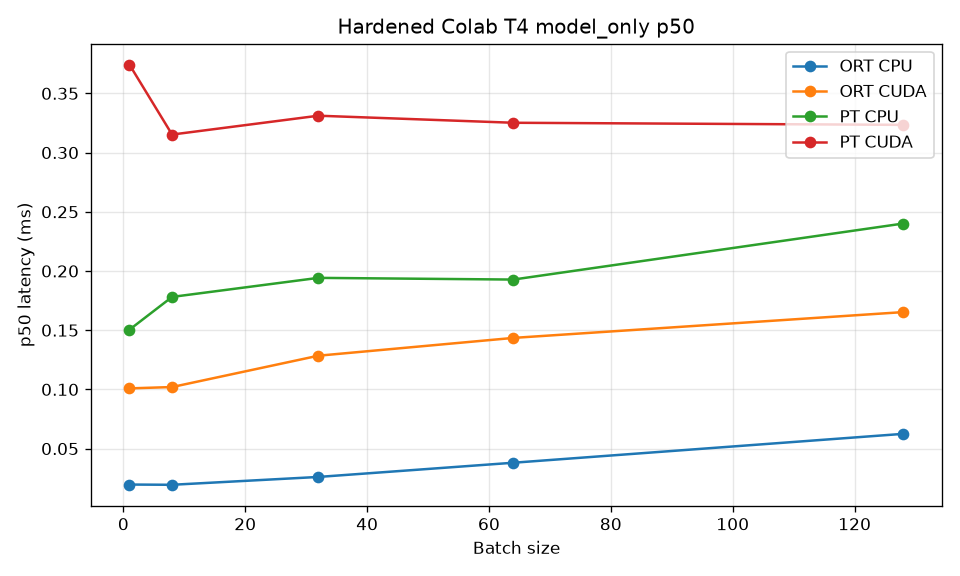 Hardened Colab T4 model_only p50
ORT CPU
ORT CUDA
PT CPU
PT CUDA
p50 latency (ms)
0.35
0.30
0.25
0.20
0.15
0.10
0.05
0 20 40 60 80 100 120
Batch size